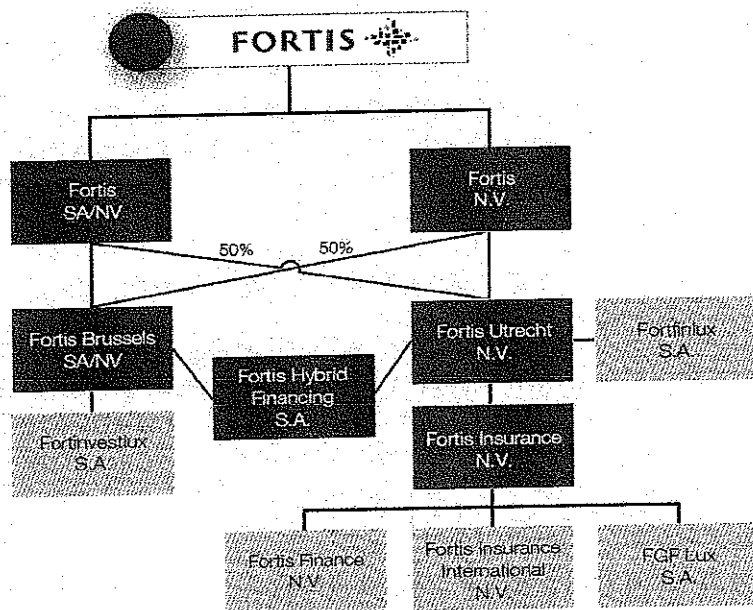 FORTIS
Fortis
SA/NV
Fortis
N.V.
50%
50%
Fortis Brussels
SA/NV
Fortis Utrecht
N.V.
Fortfinlux
S.A.
Fortis Hybrid
Financing
S.A.
Fortinvestlux
S.A.
Fortis Insurance
N.V.
Fortis Finance
N.V.
Fortis Insurance
International
N.V.
FGF Lux
S.A.